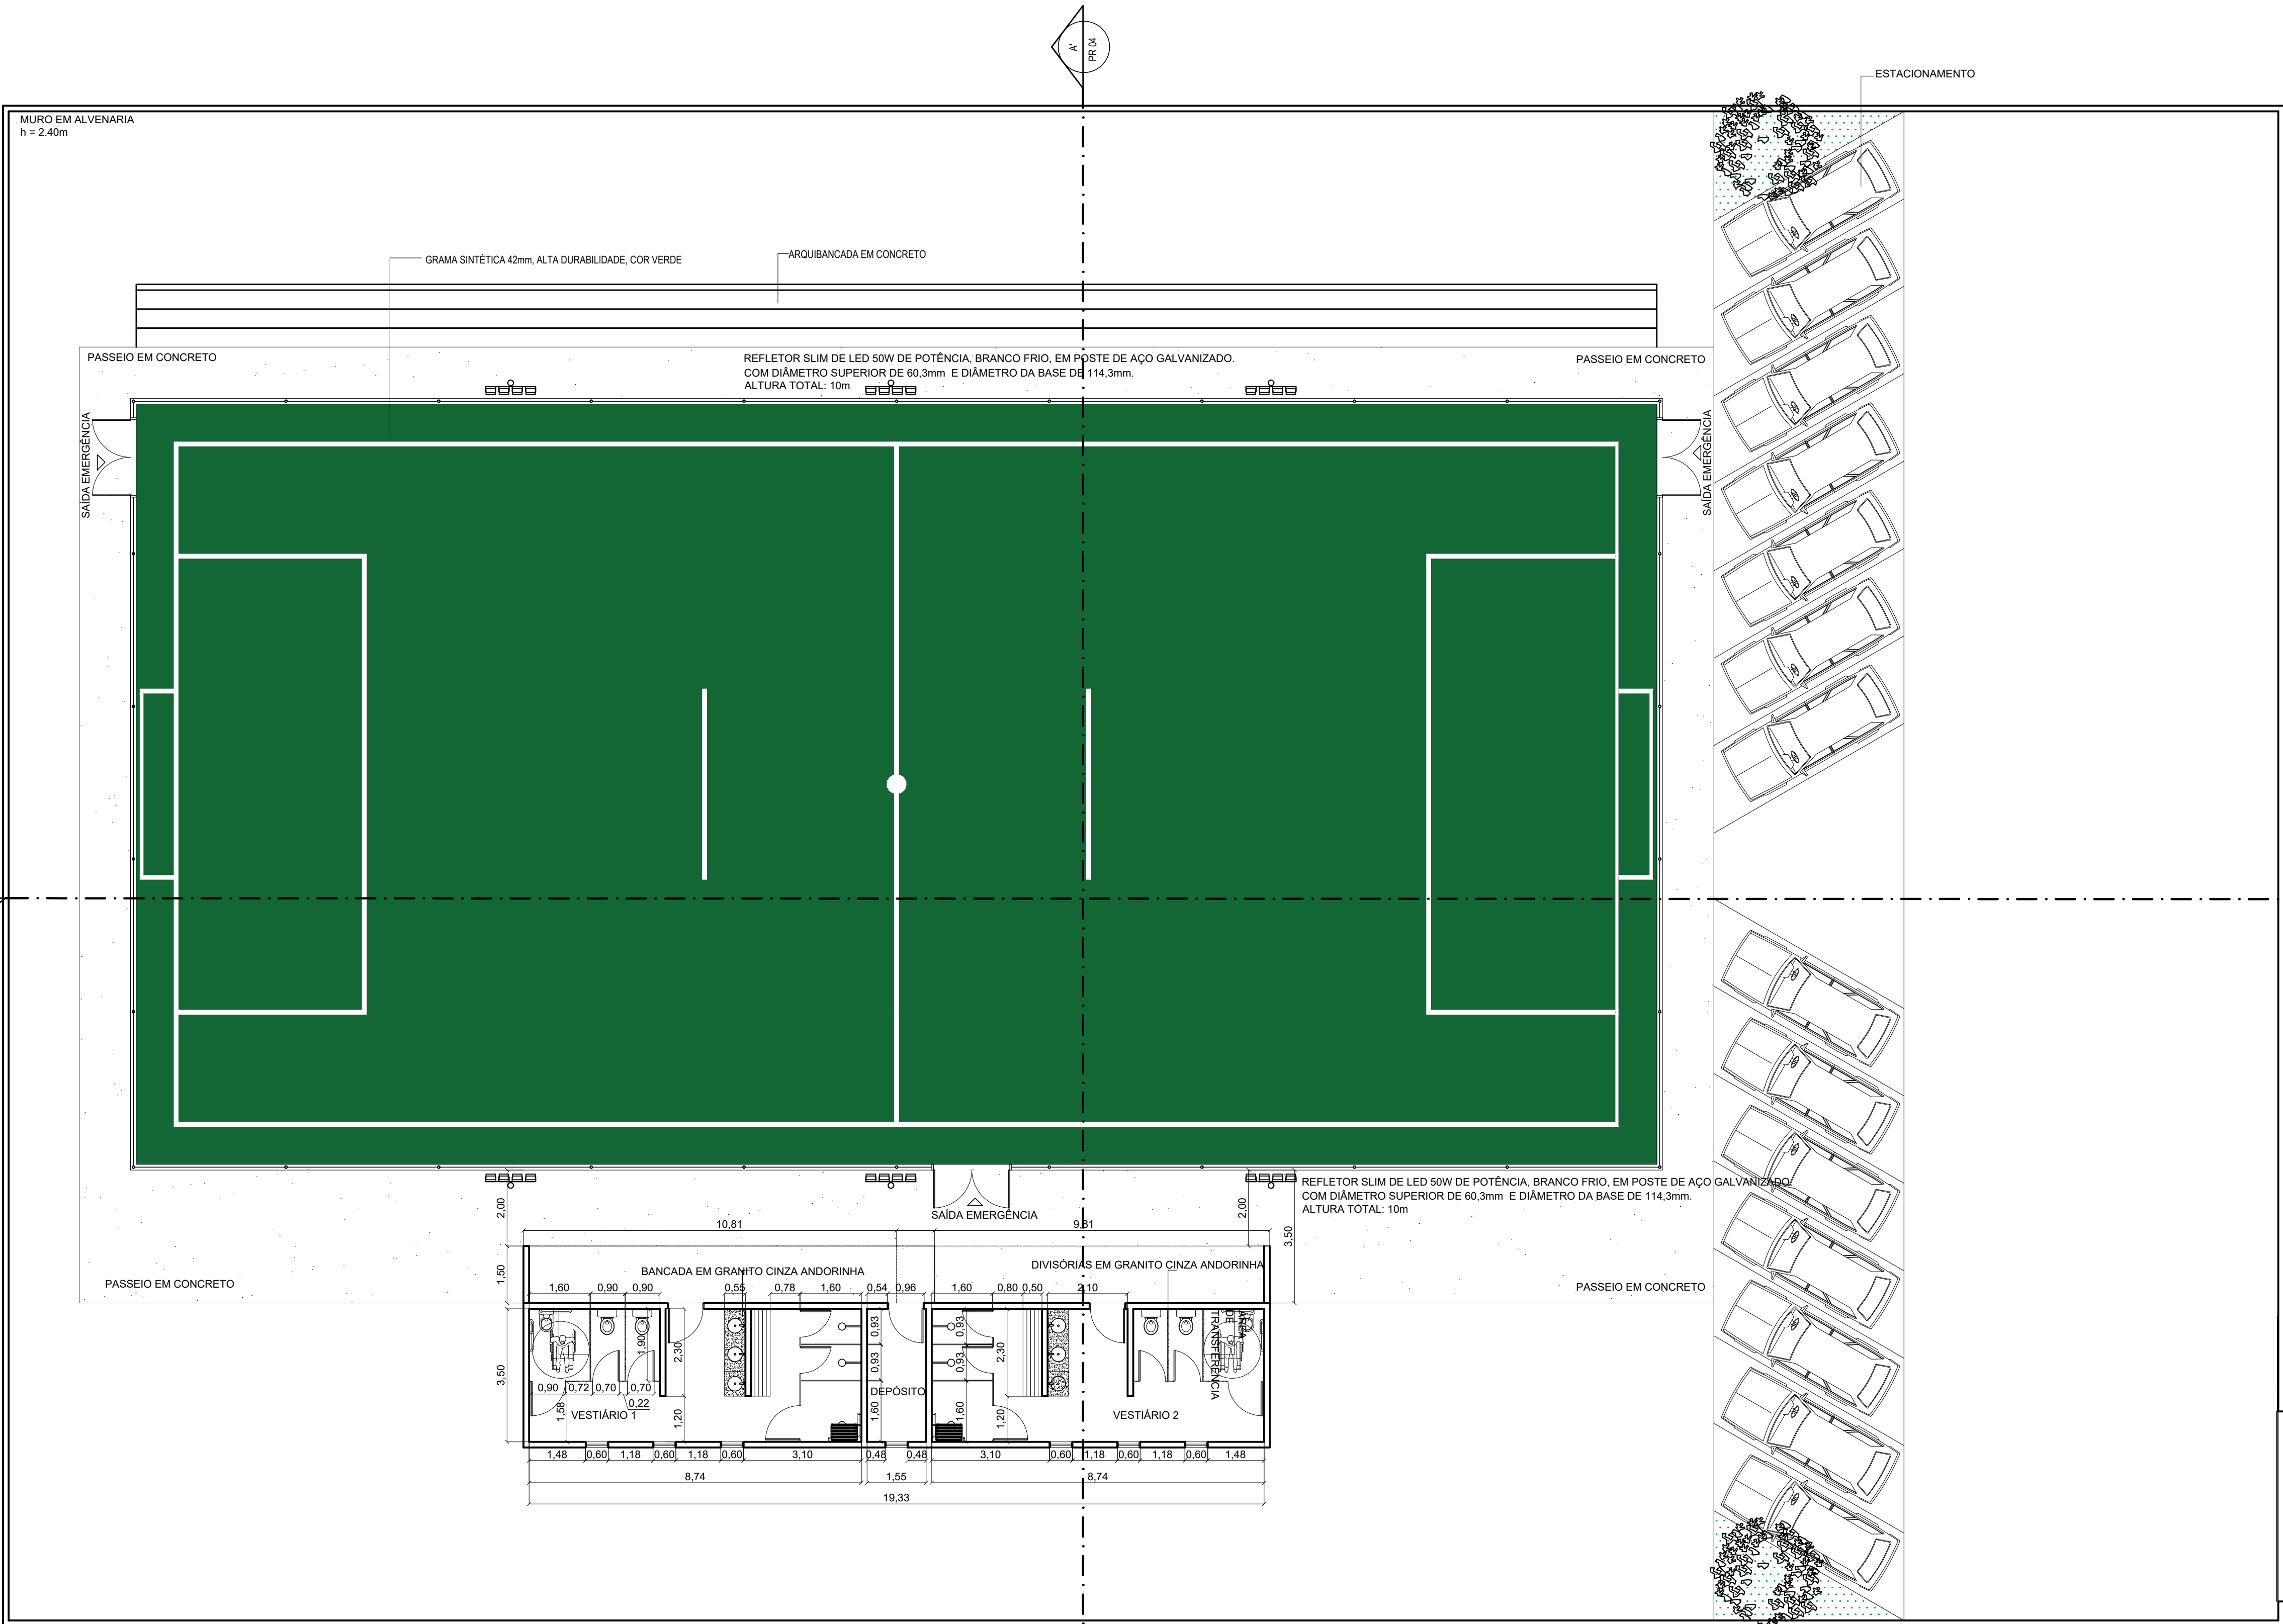 A'
PR 04
ESTACIONAMENTO
MURO EM ALVENARIA
h = 2.40m
GRAMA SINTÉTICA 42mm, ALTA DURABILIDADE, COR VERDE
ARQUIBANCADA EM CONCRETO
PASSEIO EM CONCRETO
REFLETOR SLIM DE LED 50W DE POTÊNCIA, BRANCO FRIO, EM POSTE DE AÇO GALVANIZADO.
COM DIÂMETRO SUPERIOR DE 60,3mm E DIÂMETRO DA BASE DE 114,3mm.
ALTURA TOTAL: 10m
PASSEIO EM CONCRETO
SAÍDA EMERGÊNCIA
SAÍDA EMERGÊNCIA
REFLETOR SLIM DE LED 50W DE POTÊNCIA, BRANCO FRIO, EM POSTE DE AÇO GALVANIZADO.
COM DIÂMETRO SUPERIOR DE 60,3mm E DIÂMETRO DA BASE DE 114,3mm.
ALTURA TOTAL: 10m
2,00
SAÍDA EMERGÊNCIA
2,00
3,50
10,81
9,81
1,50
BANCADA EM GRANITO CINZA ANDORINHA
DIVISÓRIAS EM GRANITO CINZA ANDORINHA
PASSEIO EM CONCRETO
PASSEIO EM CONCRETO
1,60
0,90
0,90
0,55
0,78
1,60
0,54
0,96
1,60
0,80
0,50
2,10
3,50
1,90
2,30
0,93
0,93
1,60
0,93
0,93
1,60
2,30
ÁREA
DE
TRANSFERÊNCIA
0,90
0,72
0,70
0,70
0,22
1,58
VESTIÁRIO 1
1,20
DEPÓSITO
1,20
VESTIÁRIO 2
1,48
0,60
1,18
0,60
1,18
0,60
3,10
0,48
0,48
3,10
0,60
1,18
0,60
1,18
0,60
1,48
8,74
1,55
8,74
19,33